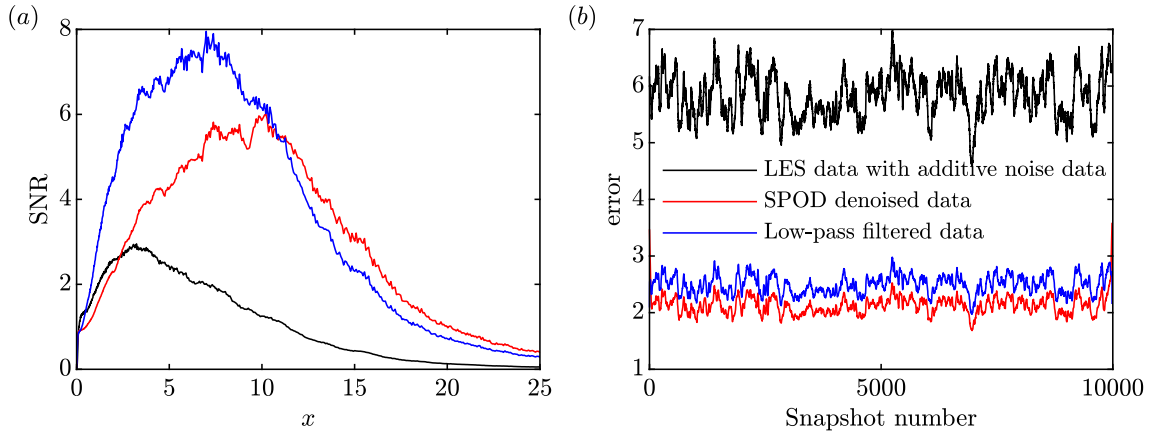 (a)
8
6
SNR
4
2
0
0 5 10 15 20 25
x
(b)
7
6
5
LES data with additive noise data
4
error
SPOD denoised data
3
Low-pass filtered data
2
1
0 5000 10000
Snapshot number